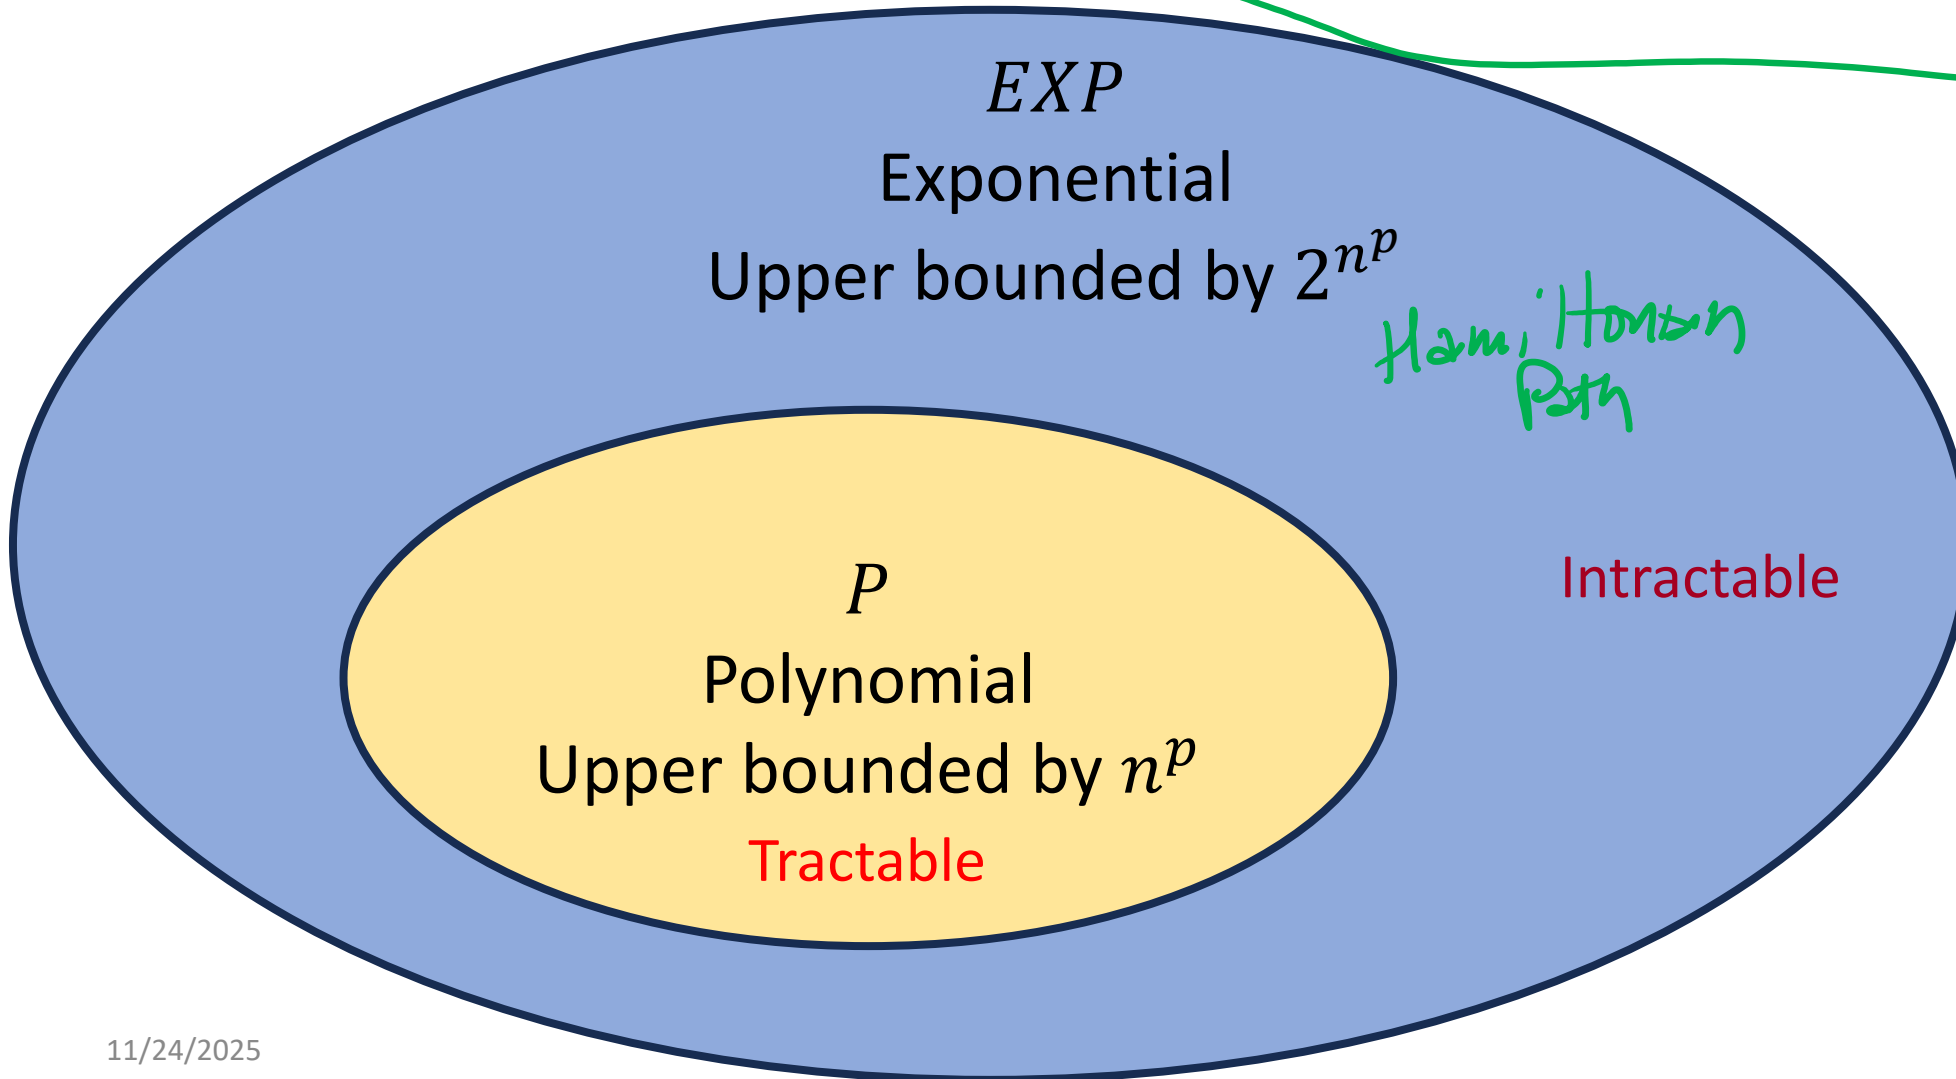 EXP
Exponential
Upper bounded by 2^{n^p}
Hamiltonian
Path
Intractable
P
Polynomial
Upper bounded by n^p
Tractable
11/24/2025